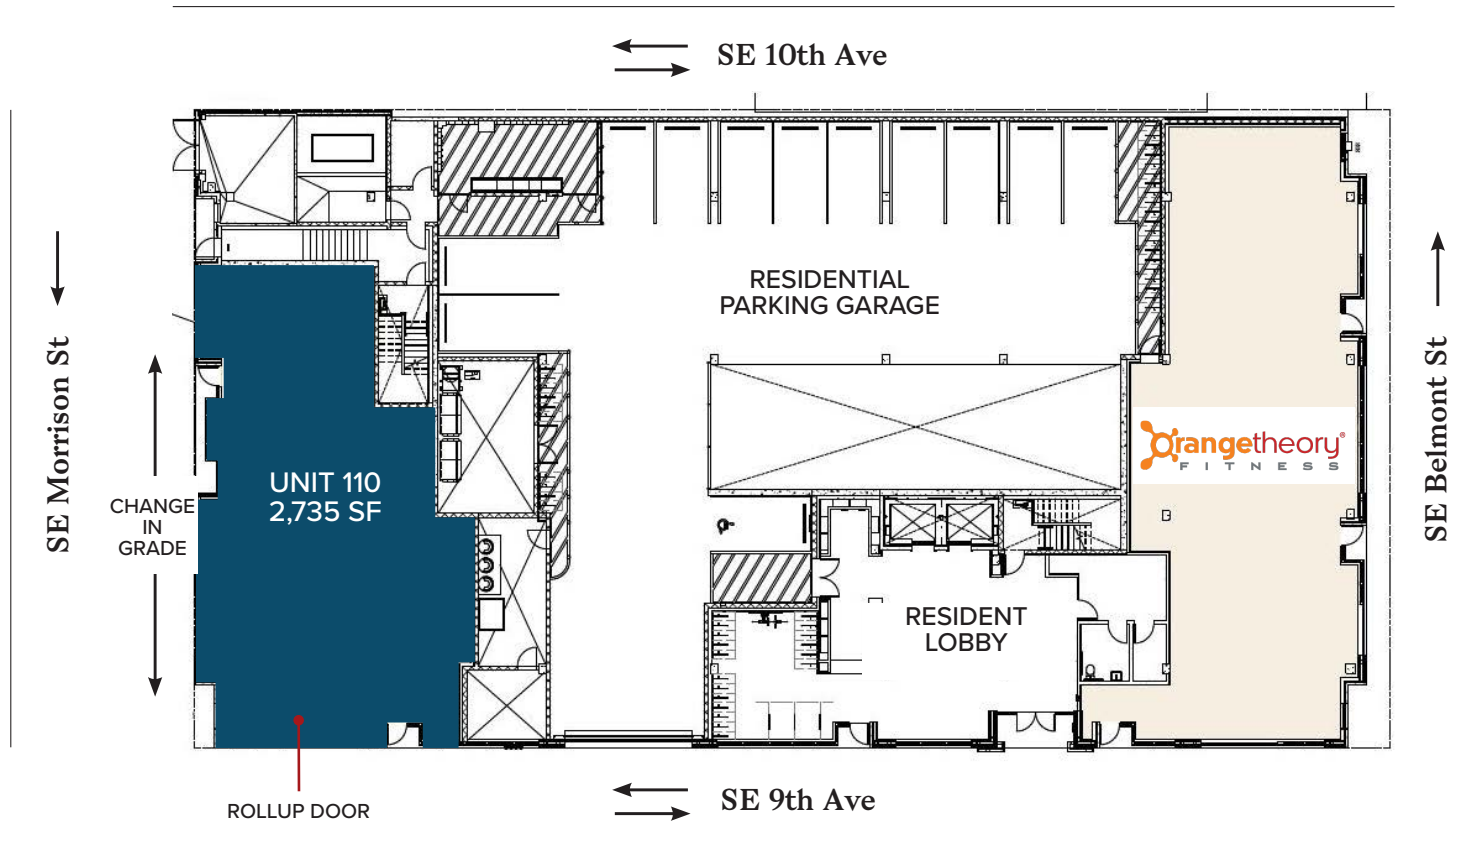 SE 10th Ave
RESIDENTIAL
PARKING GARAGE
SE Morrison St
SE Belmont St
orangetheory®
FITNESS
UNIT 110
2,735 SF
CHANGE
IN
GRADE
RESIDENT
LOBBY
SE 9th Ave
ROLLUP DOOR